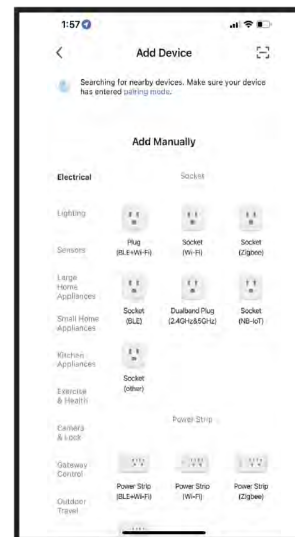 1:57
Add Device
Searching for nearby devices. Make sure your device
has entered pairing mode.
Add Manually
Electrical
Socket
Lighting
Plug
(BLE+Wi-Fi)
Socket
(Wi-Fi)
Socket
(Zigbee)
Sensors
Large
Home
Appliances
Socket
(BLE)
Dualband Plug
(2.4GHz&5GHz)
Socket
(NB-IoT)
Small Home
Appliances
Kitchen
Appliances
Socket
(other)
Exercise
& Health
Power Strip
Camera
& Lock
Gateway
Control
Power Strip
(BLE+Wi-Fi)
Power Strip
(Wi-Fi)
Power Strip
(Zigbee)
Outdoor
Travel